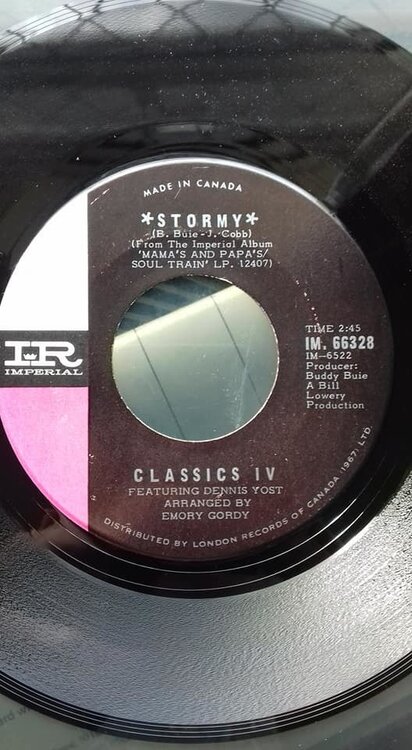 MADE IN CANADA
*STORMY*
(B. Buie-J. Cobb)
(From The Imperial Album
'MAMA'S AND PAPA'S/
SOUL TRAIN' LP. 12407)
TIME 2:45
IM. 66328
IM-6522
Producer:
Buddy Buie
A Bill
Lowery
Production
IR
IMPERIAL
CLASSICS IV
FEATURING DENNIS YOST
ARRANGED BY
EMORY GORDY
DISTRIBUTED BY LONDON RECORDS OF CANADA (1967) LTD.